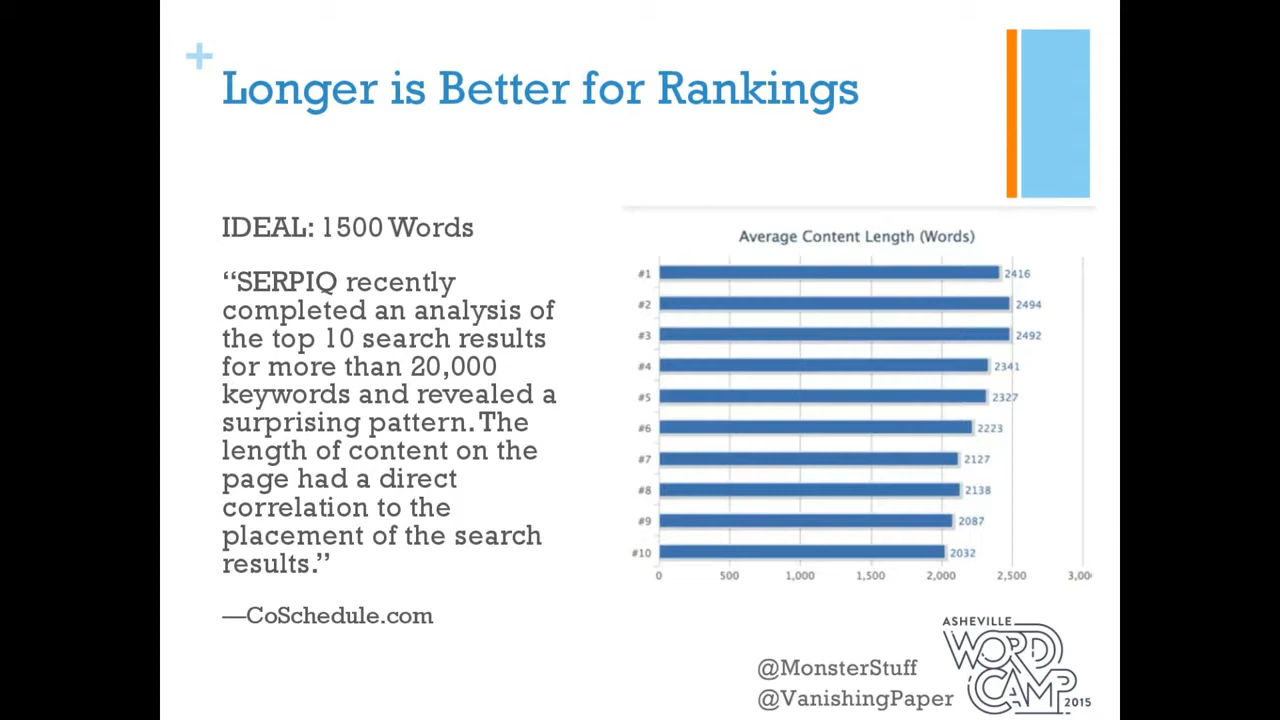 +
Longer is Better for Rankings
IDEAL: 1500 Words
“SERPIQ recently
completed an analysis of
the top 10 search results
for more than 20,000
keywords and revealed a
surprising pattern. The
length of content on the
page had a direct
correlation to the
placement of the search
results.”
—CoSchedule.com
Average Content Length (Words)
#1 2416
#2 2494
#3 2492
#4 2341
#5 2327
#6 2223
#7 2127
#8 2138
#9 2087
#10 2032
0 500 1,000 1,500 2,000 2,500 3,00
@MonsterStuff
@VanishingPaper
ASHEVILLE
WORD
CAMP
2015